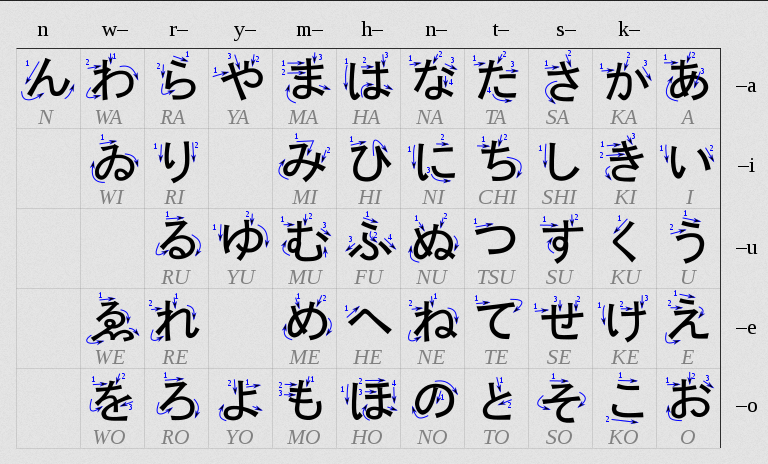 n w– r– y– m– h– n– t– s– k–
ん わ ら や ま は な た さ か あ –a
N WA RA YA MA HA NA TA SA KA A
ゐ り み ひ に ち し き い –i
WI RI MI HI NI CHI SHI KI I
る ゆ む ふ ぬ つ す く う –u
RU YU MU FU NU TSU SU KU U
ゑ れ め へ ね て せ け え –e
WE RE ME HE NE TE SE KE E
を ろ よ も ほ の と そ こ お –o
WO RO YO MO HO NO TO SO KO O